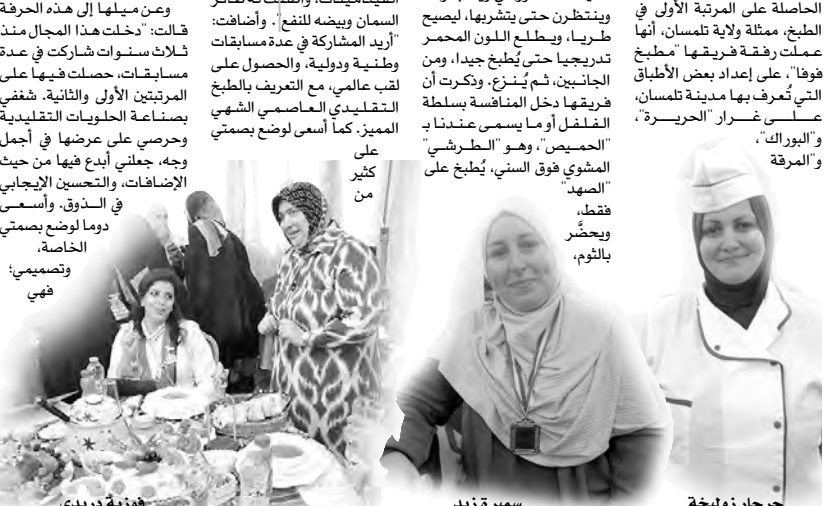 الحاصلة على المرتبة الأولى في
الطبخ، ممثلة ولاية تلمسان، أنها
عملت رفقة فريقها "مطبخ
فوفا"، على إعداد بعض الأطباق
التي تُعرف بها مدينة تلمسان،
على غرار "الحريرة"،
و"البوراك"،
و"المرقة
وينتظرن حتى يتشربها، ليصبح
طريا، ويطلع اللون المحمر
تدريجيا حتى يُطبخ جيدا، ومن
الجانبين، ثم يُنزع. وذكرت أن
فريقها دخل المنافسة بسلطة
الفلفل أو ما يسمى عندنا بـ
"الحميص"، وهو "الطرشي"
المشوي فوق السني، يُطبخ على
"الصهد"
فقط،
ويحضَّر
بالثوم،
السمان وبيضه للنفع". وأضافت:
"أريد المشاركة في عدة مسابقات
وطنية ودولية، والحصول على
لقب عالمي، مع التعريف بالطبخ
التقليدي العاصمي الشهي
المميز. كما أسعى لوضع بصمتي
على
كثير
من
وعن ميلها إلى هذه الحرفة
قالت: "دخلت هذا المجال منذ
ثلاث سنوات شاركت في عدة
مسابقات، حصلت فيها على
المرتبتين الأولى والثانية. شغفي
بصناعة الحلويات التقليدية
وحرصي على عرضها في أجمل
وجه، جعلني أبدع فيها من حيث
الإضافات، والتحسين الإيجابي
في الذوق. وأسعى
دوما لوضع بصمتي
الخاصة،
وتصميمي؛
فهي
جرجار زوليخة
سميرة زيد
فوزية دريدي